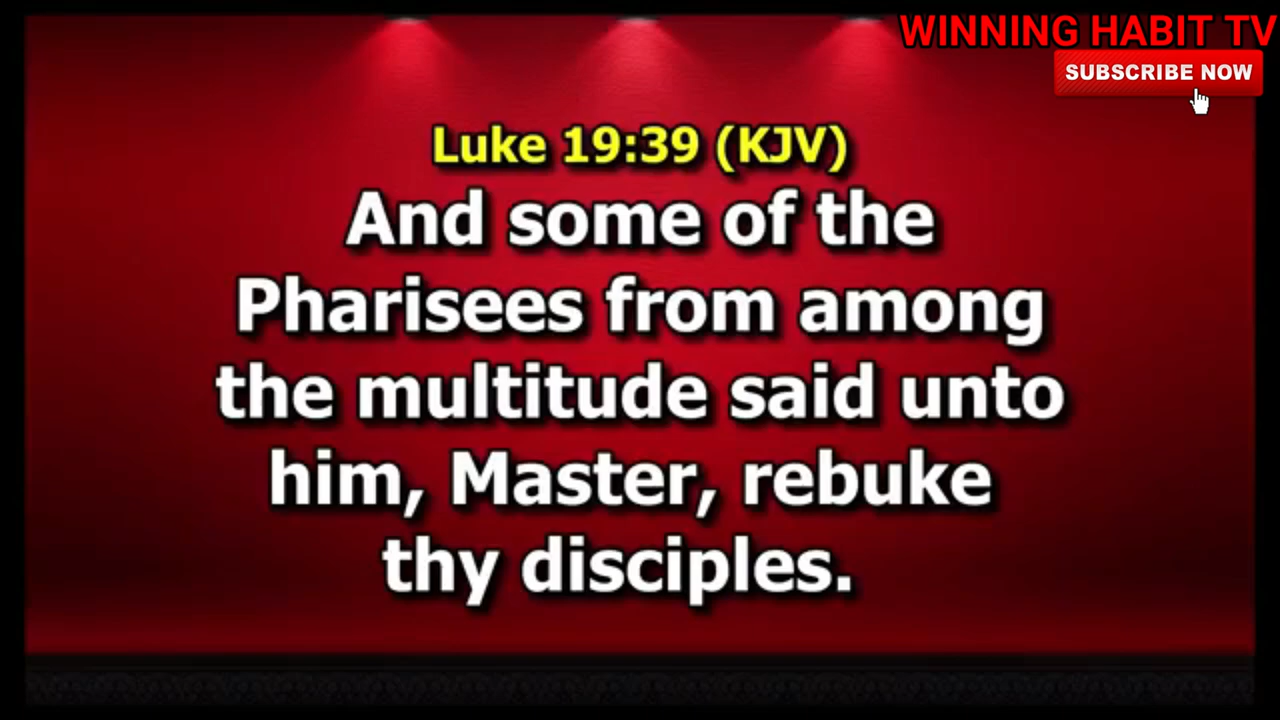 WINNING HABIT TV
SUBSCRIBE NOW
Luke 19:39 (KJV)
And some of the
Pharisees from among
the multitude said unto
him, Master, rebuke
thy disciples.